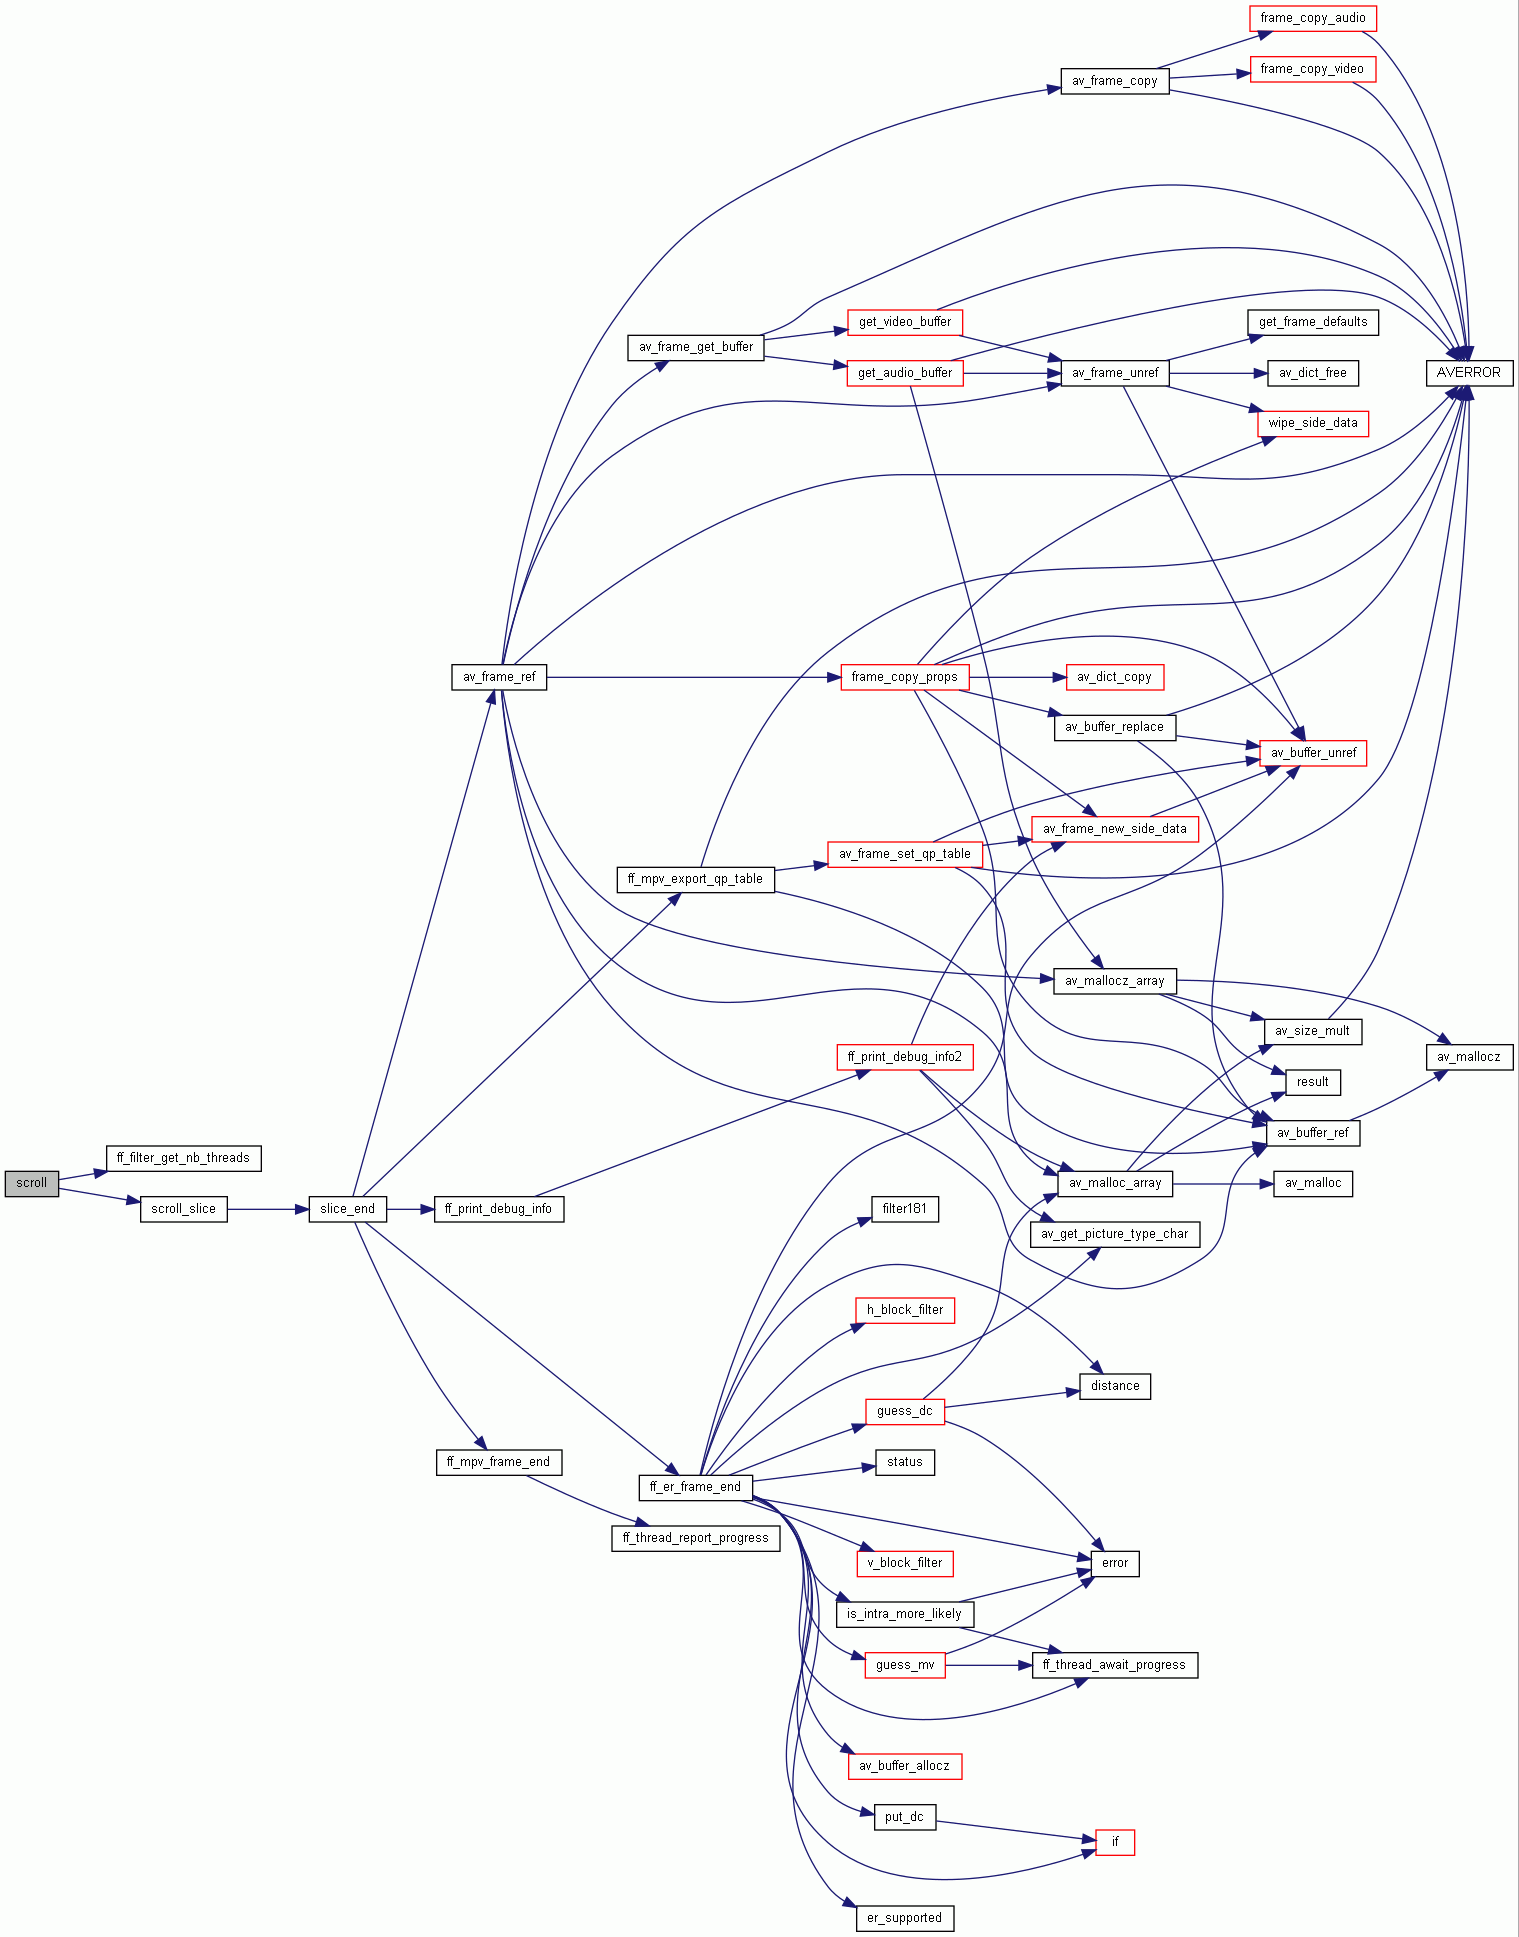 frame_copy_audio
frame_copy_video
av_frame_copy
get_video_buffer
get_frame_defaults
av_frame_get_buffer
get_audio_buffer
av_frame_unref
av_dict_free
AVERROR
wipe_side_data
av_frame_ref
frame_copy_props
av_dict_copy
av_buffer_replace
av_buffer_unref
av_frame_new_side_data
av_frame_set_qp_table
ff_mpv_export_qp_table
av_mallocz_array
av_size_mult
ff_print_debug_info2
av_mallocz
result
av_buffer_ref
ff_filter_get_nb_threads
scroll
av_malloc_array
av_malloc
scroll_slice
slice_end
ff_print_debug_info
filter181
av_get_picture_type_char
h_block_filter
distance
guess_dc
ff_mpv_frame_end
status
ff_er_frame_end
ff_thread_report_progress
v_block_filter
error
is_intra_more_likely
guess_mv
ff_thread_await_progress
av_buffer_allocz
put_dc
if
er_supported